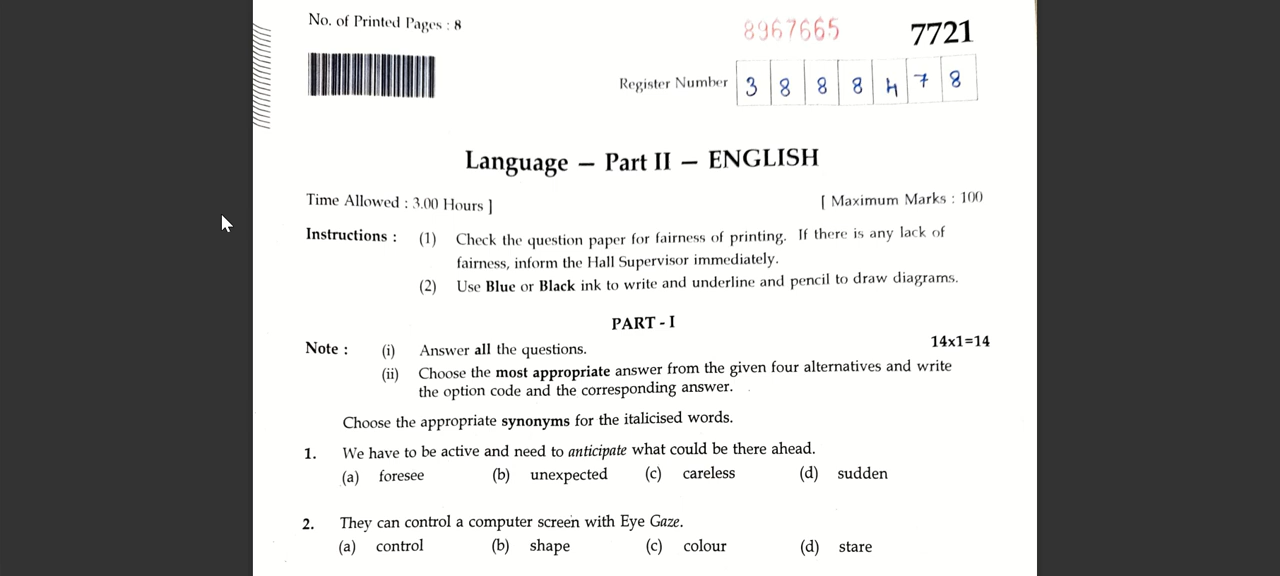 No. of Printed Pages : 8
8967665
7721
Register Number 3 8 8 8 4 7 8
Language – Part II – ENGLISH
Time Allowed : 3.00 Hours ]
[ Maximum Marks : 100
Instructions : (1) Check the question paper for fairness of printing. If there is any lack of
fairness, inform the Hall Supervisor immediately.
(2) Use Blue or Black ink to write and underline and pencil to draw diagrams.
PART - I
14x1=14
Note : (i) Answer all the questions.
(ii) Choose the most appropriate answer from the given four alternatives and write
the option code and the corresponding answer.
Choose the appropriate synonyms for the italicised words.
1. We have to be active and need to anticipate what could be there ahead.
(a) foresee (b) unexpected (c) careless (d) sudden
2. They can control a computer screen with Eye Gaze.
(a) control (b) shape (c) colour (d) stare